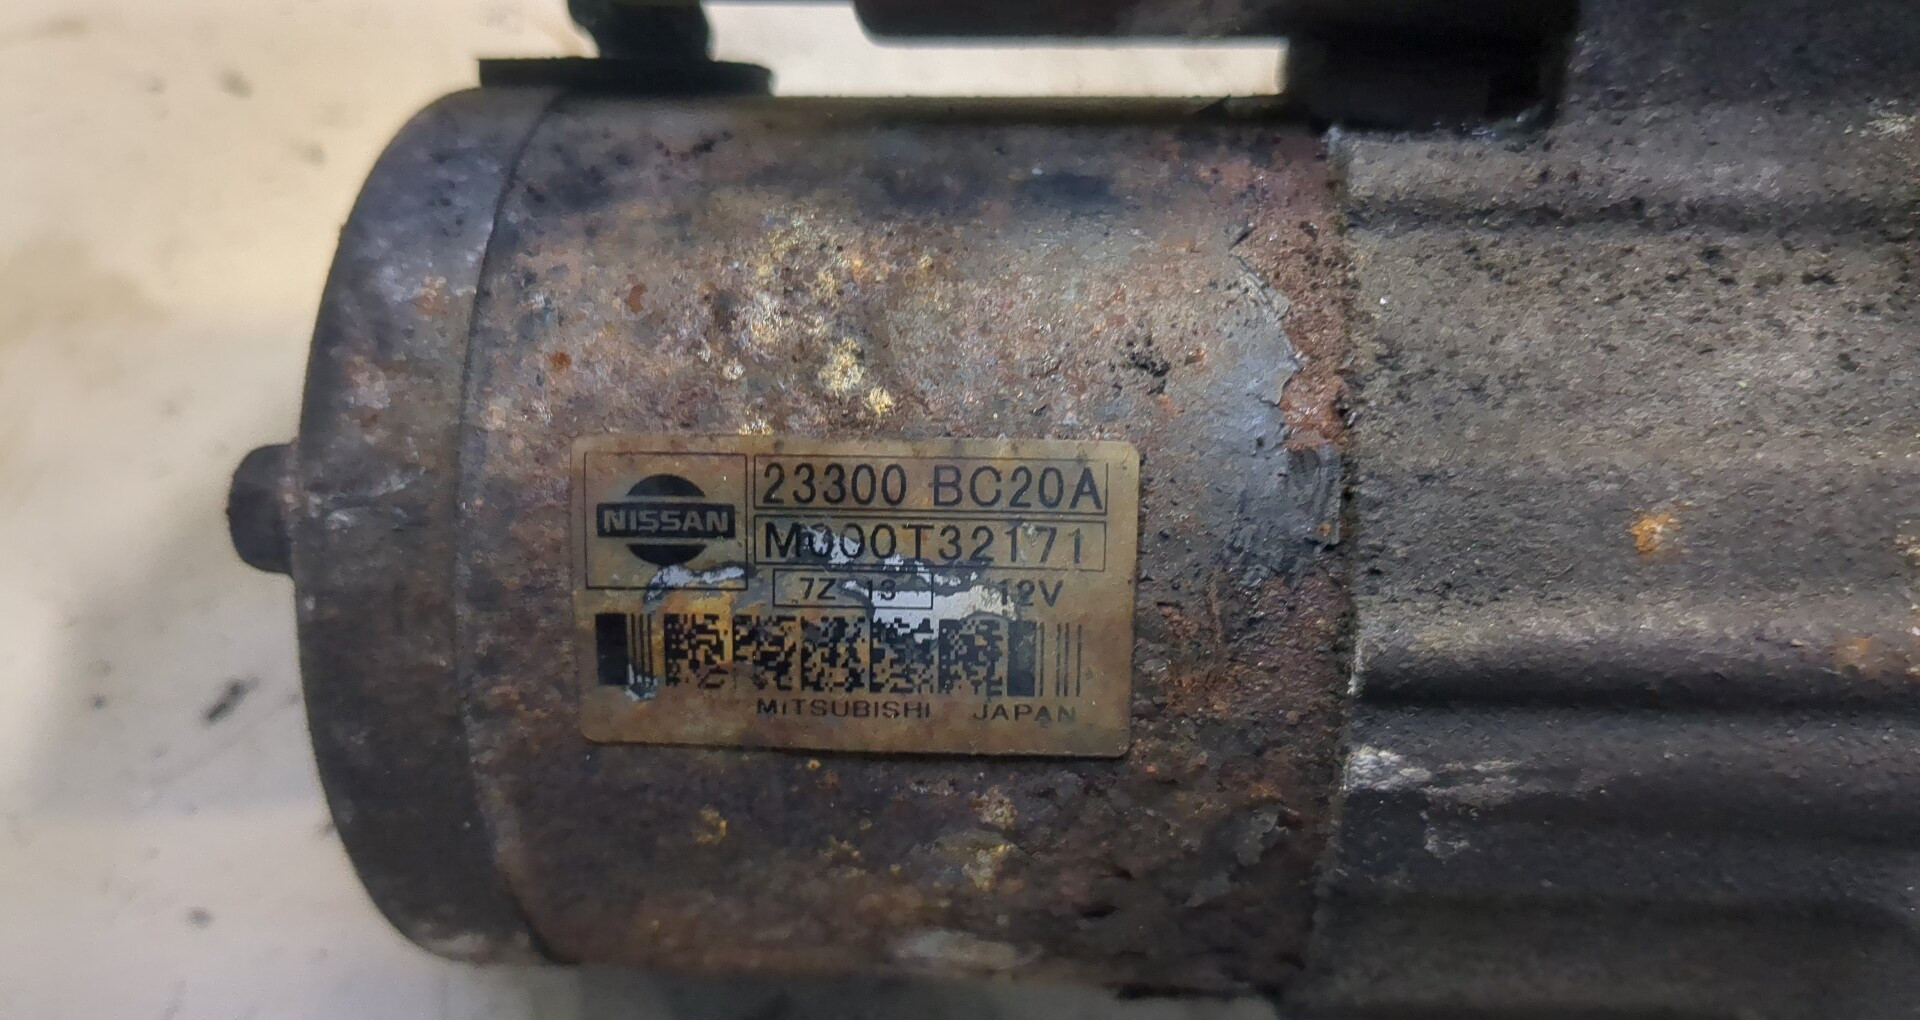 NISSAN
23300 BC20A
M000T32171
7Z 13 12V
MITSUBISHI JAPAN